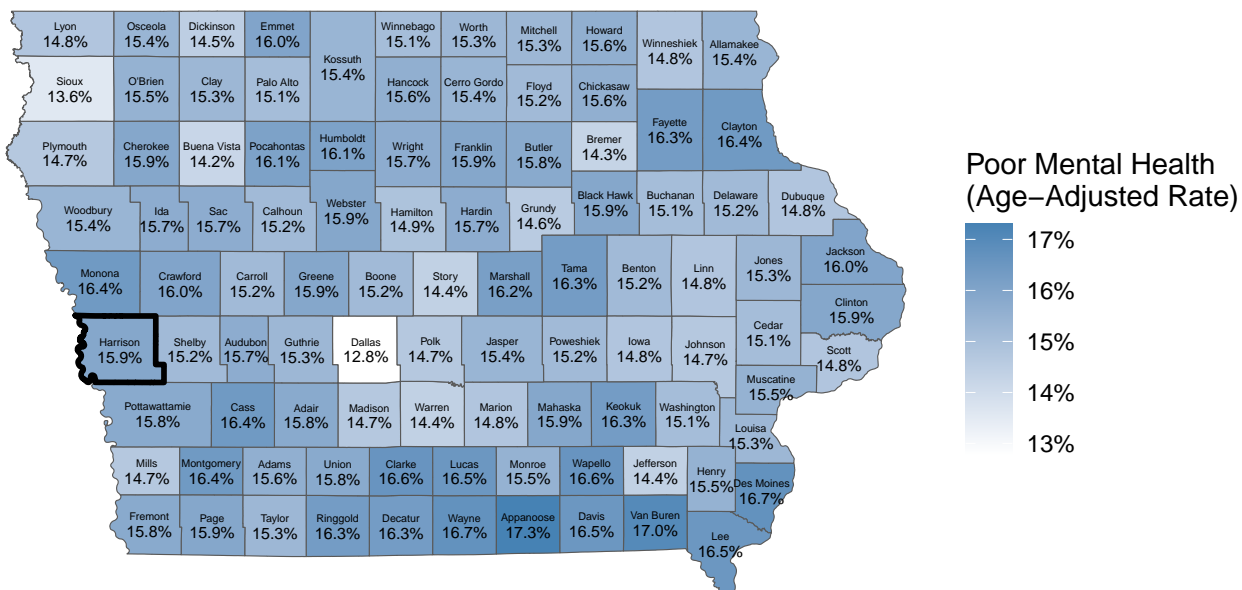 Lyon
14.8%
Osceola
15.4%
Dickinson
14.5%
Emmet
16.0%
Kossuth
15.4%
Winnebago
15.1%
Worth
15.3%
Mitchell
15.3%
Howard
15.6%
Winneshiek
14.8%
Allamakee
15.4%
Sioux
13.6%
O'Brien
15.5%
Clay
15.3%
Palo Alto
15.1%
Hancock
15.6%
Cerro Gordo
15.4%
Floyd
15.2%
Chickasaw
15.6%
Fayette
16.3%
Clayton
16.4%
Plymouth
14.7%
Cherokee
15.9%
Buena Vista
14.2%
Pocahontas
16.1%
Humboldt
16.1%
Wright
15.7%
Franklin
15.9%
Butler
15.8%
Bremer
14.3%
Woodbury
15.4%
Ida
15.7%
Sac
15.7%
Calhoun
15.2%
Webster
15.9%
Hamilton
14.9%
Hardin
15.7%
Grundy
14.6%
Black Hawk
15.9%
Buchanan
15.1%
Delaware
15.2%
Dubuque
14.8%
Monona
16.4%
Crawford
16.0%
Carroll
15.2%
Greene
15.9%
Boone
15.2%
Story
14.4%
Marshall
16.2%
Tama
16.3%
Benton
15.2%
Linn
14.8%
Jones
15.3%
Jackson
16.0%
Clinton
15.9%
Harrison
15.9%
Shelby
15.2%
Audubon
15.7%
Guthrie
15.3%
Dallas
12.8%
Polk
14.7%
Jasper
15.4%
Poweshiek
15.2%
Iowa
14.8%
Johnson
14.7%
Cedar
15.1%
Scott
14.8%
Muscatine
15.5%
Pottawattamie
15.8%
Cass
16.4%
Adair
15.8%
Madison
14.7%
Warren
14.4%
Marion
14.8%
Mahaska
15.9%
Keokuk
16.3%
Washington
15.1%
Louisa
15.3%
Mills
14.7%
Montgomery
16.4%
Adams
15.6%
Union
15.8%
Clarke
16.6%
Lucas
16.5%
Monroe
15.5%
Wapello
16.6%
Jefferson
14.4%
Henry
15.5%
Des Moines
16.7%
Fremont
15.8%
Page
15.9%
Taylor
15.3%
Ringgold
16.3%
Decatur
16.3%
Wayne
16.7%
Appanoose
17.3%
Davis
16.5%
Van Buren
17.0%
Lee
16.5%
Poor Mental Health
(Age−Adjusted Rate)
17%
16%
15%
14%
13%